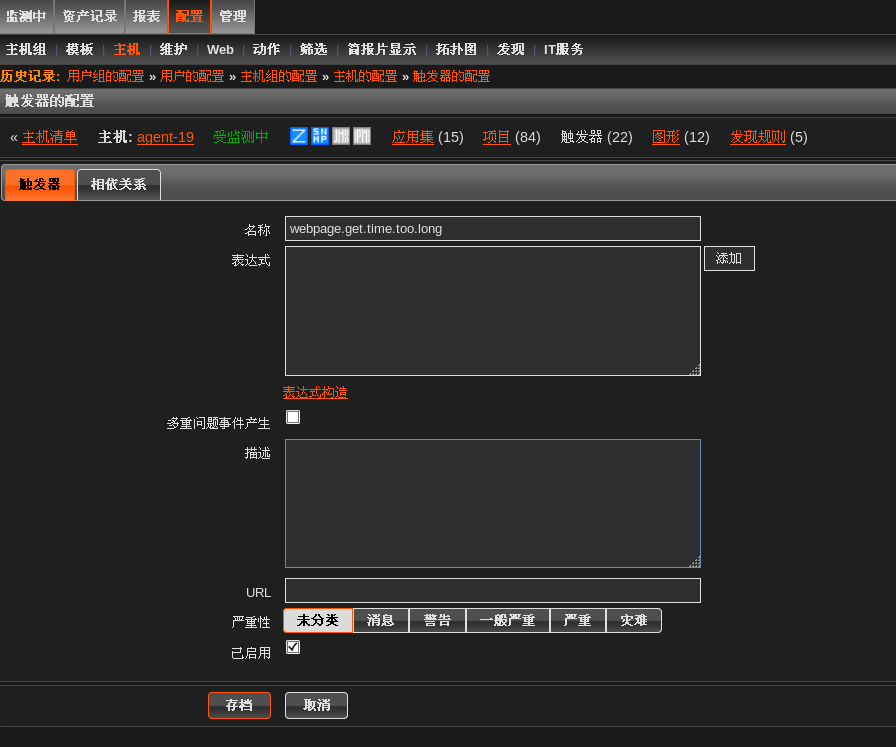 监测中 资产记录 报表 配置 管理
主机组 | 模板 | 主机 | 维护 | Web | 动作 | 筛选 | 简报片显示 | 拓扑图 | 发现 | IT服务
历史记录: 用户组的配置 » 用户的配置 » 主机组的配置 » 主机的配置 » 触发器的配置
触发器的配置
« 主机清单 主机: agent-19 受监测中 Z SNMP JMX IPMI 应用集 (15) 项目 (84) 触发器 (22) 图形 (12) 发现规则 (5)
触发器 相依关系
名称 webpage.get.time.too.long
表达式 添加
表达式构造
多重问题事件产生
描述
URL
严重性 未分类 消息 警告 一般严重 严重 灾难
已启用
存档 取消